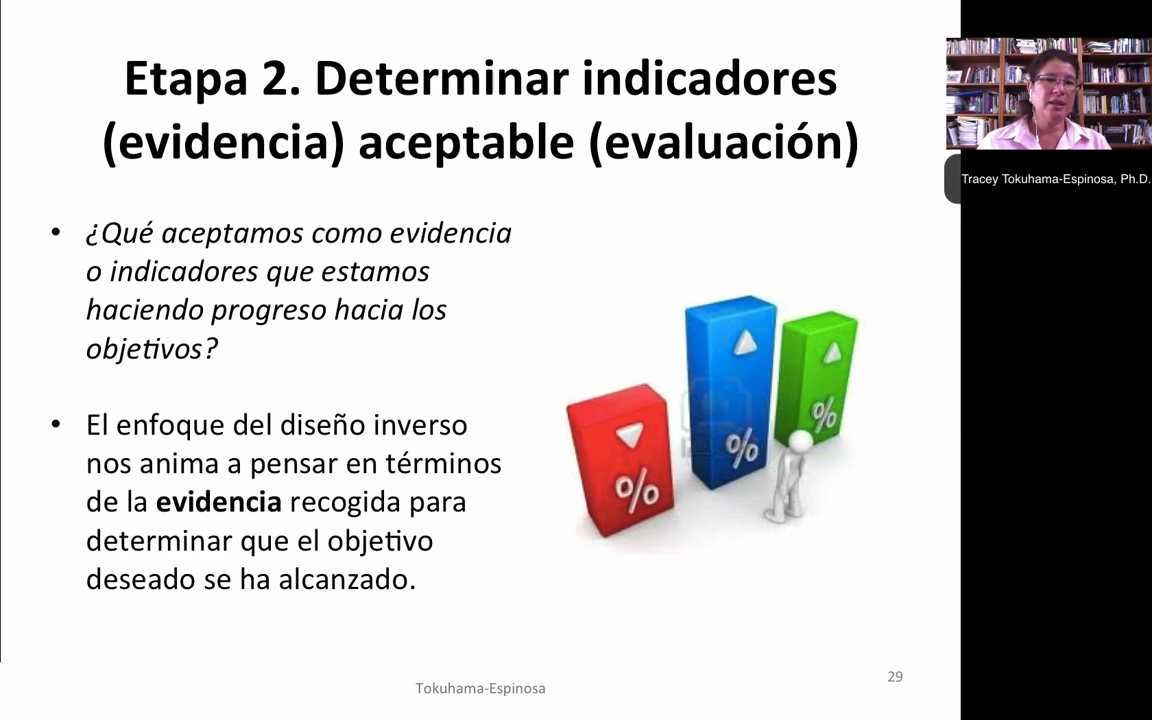 Etapa 2. Determinar indicadores
(evidencia) aceptable (evaluación)
• ¿Qué aceptamos como evidencia
o indicadores que estamos
haciendo progreso hacia los
objetivos?
• El enfoque del diseño inverso
nos anima a pensar en términos
de la evidencia recogida para
determinar que el objetivo
deseado se ha alcanzado.
%
%
%
Tokuhama-Espinosa
29
Tracey Tokuhama-Espinosa, Ph.D.